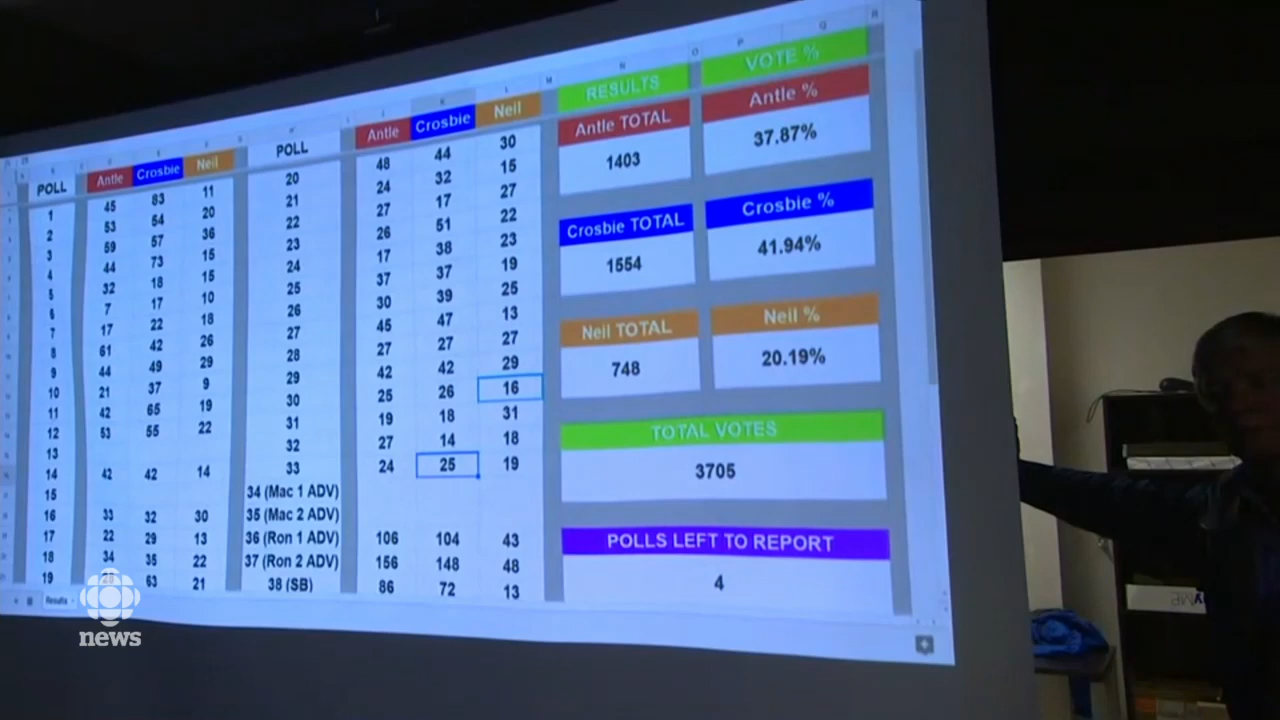 POLL Antle Crosbie Neil POLL Antle Crosbie Neil
1 45 83 11 20 48 44 30
2 53 54 20 21 24 32 15
3 59 57 36 22 27 17 27
4 44 73 15 23 26 51 22
5 32 18 15 24 17 38 23
6 7 17 10 25 37 37 19
7 17 22 18 26 30 39 25
8 61 42 26 27 45 47 13
9 44 49 29 28 27 27 27
10 21 37 9 29 42 42 29
11 42 65 19 30 25 26 16
12 53 55 22 31 19 18 31
13 32 27 14 18
14 42 42 14 33 24 25 19
15 34 (Mac 1 ADV)
16 33 32 30 35 (Mac 2 ADV)
17 22 29 13 36 (Ron 1 ADV) 106 104 43
18 34 35 22 37 (Ron 2 ADV) 156 148 48
19 63 21 38 (SB) 86 72 13
Results
RESULTS VOTE %
Antle TOTAL Antle %
1403 37.87%
Crosbie TOTAL Crosbie %
1554 41.94%
Neil TOTAL Neil %
748 20.19%
TOTAL VOTES
3705
POLLS LEFT TO REPORT
4
news